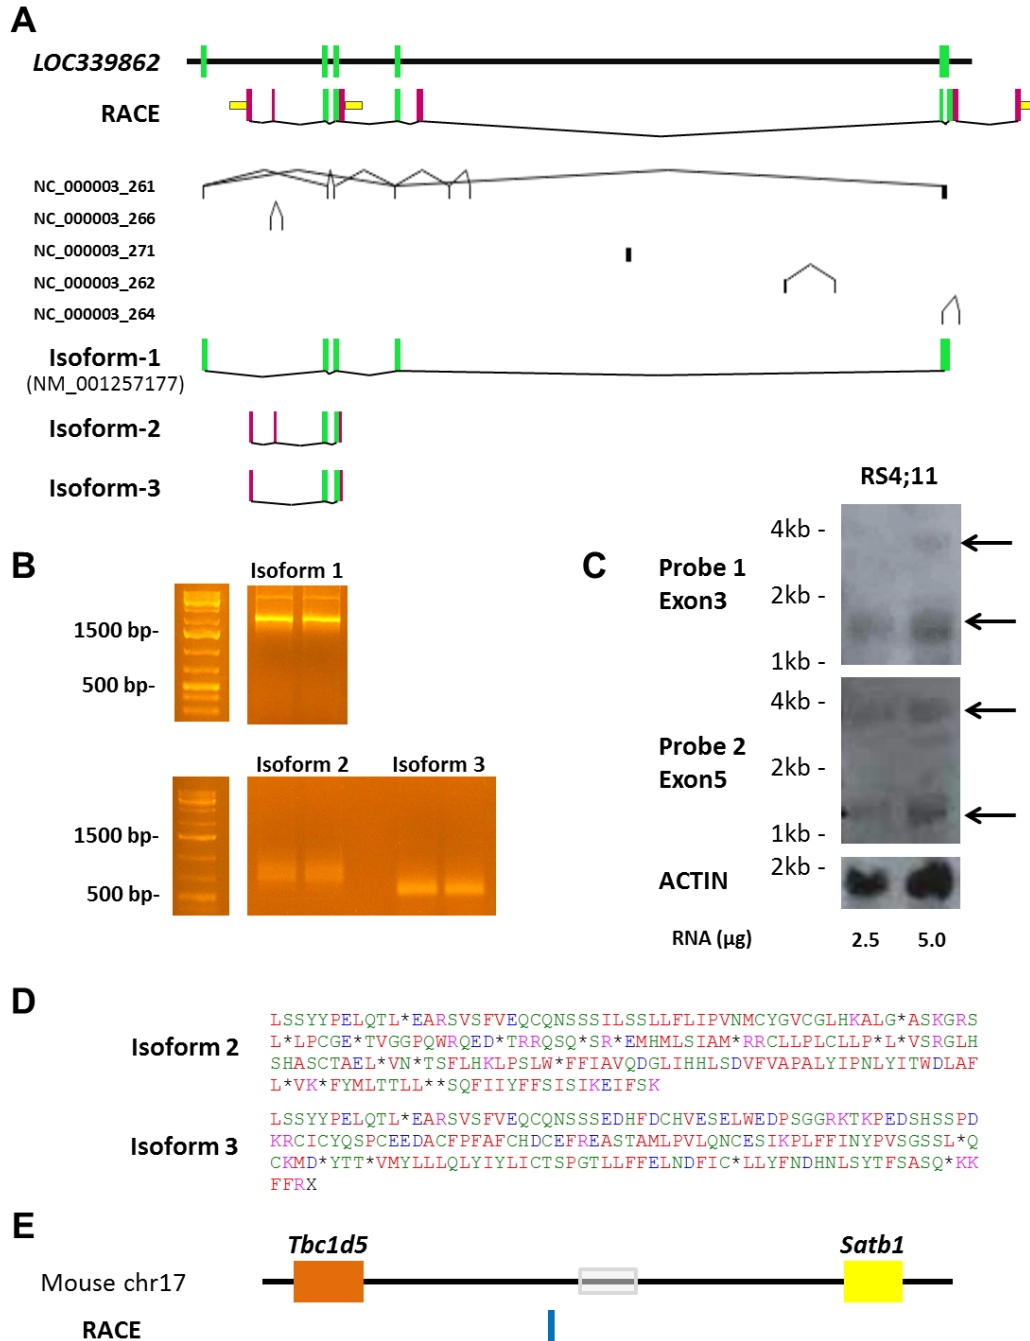 A
LOC339862
RACE
NC_000003_261
NC_000003_266
NC_000003_271
NC_000003_262
NC_000003_264
Isoform-1
(NM_001257177)
Isoform-2
Isoform-3
B
Isoform 1
1500 bp-
500 bp-
Isoform 2 Isoform 3
1500 bp-
500 bp-
C
RS4;11
Probe 1
Exon3
4kb -
2kb -
1kb -
Probe 2
Exon5
4kb -
2kb -
1kb -
ACTIN
2kb -
RNA (µg) 2.5 5.0
D
Isoform 2
LSSYYPELQTL*EARSVSFVEQCQNSSSILSSLLFLIPVNMCYGVCGLHKALG*ASKGRS
L*LPCGE*TVGGPQWRQED*TRRQSQ*SR*EMHMLSIAM*RRCLLPLCLLP*L*VSRGLH
SHASCTAEL*VN*TSFLHKLPSLW*FFIAVQDGLIHHLSDVFVAPALYIPNLYITWDLAF
L*VK*FYMLTTLL**SQFIIYFFSISIKEIFSK
Isoform 3
LSSYYPELQTL*EARSVSFVEQCQNSSSEDHFDCHVESELWEDPSGGRKTKPEDSHSSPD
KRCICYQSPCEEDACFPFAFCHDCEFREASTAMLPVLQNCESIKPLFFINYPVSGSSL*Q
CKMD*YTT*VMYLLLQLYIYLICTSPGTLLFFELNDFIC*LLYFNDHNLSYTFSASQ*KK
FFRX
E
Tbc1d5 Satb1
Mouse chr17
RACE